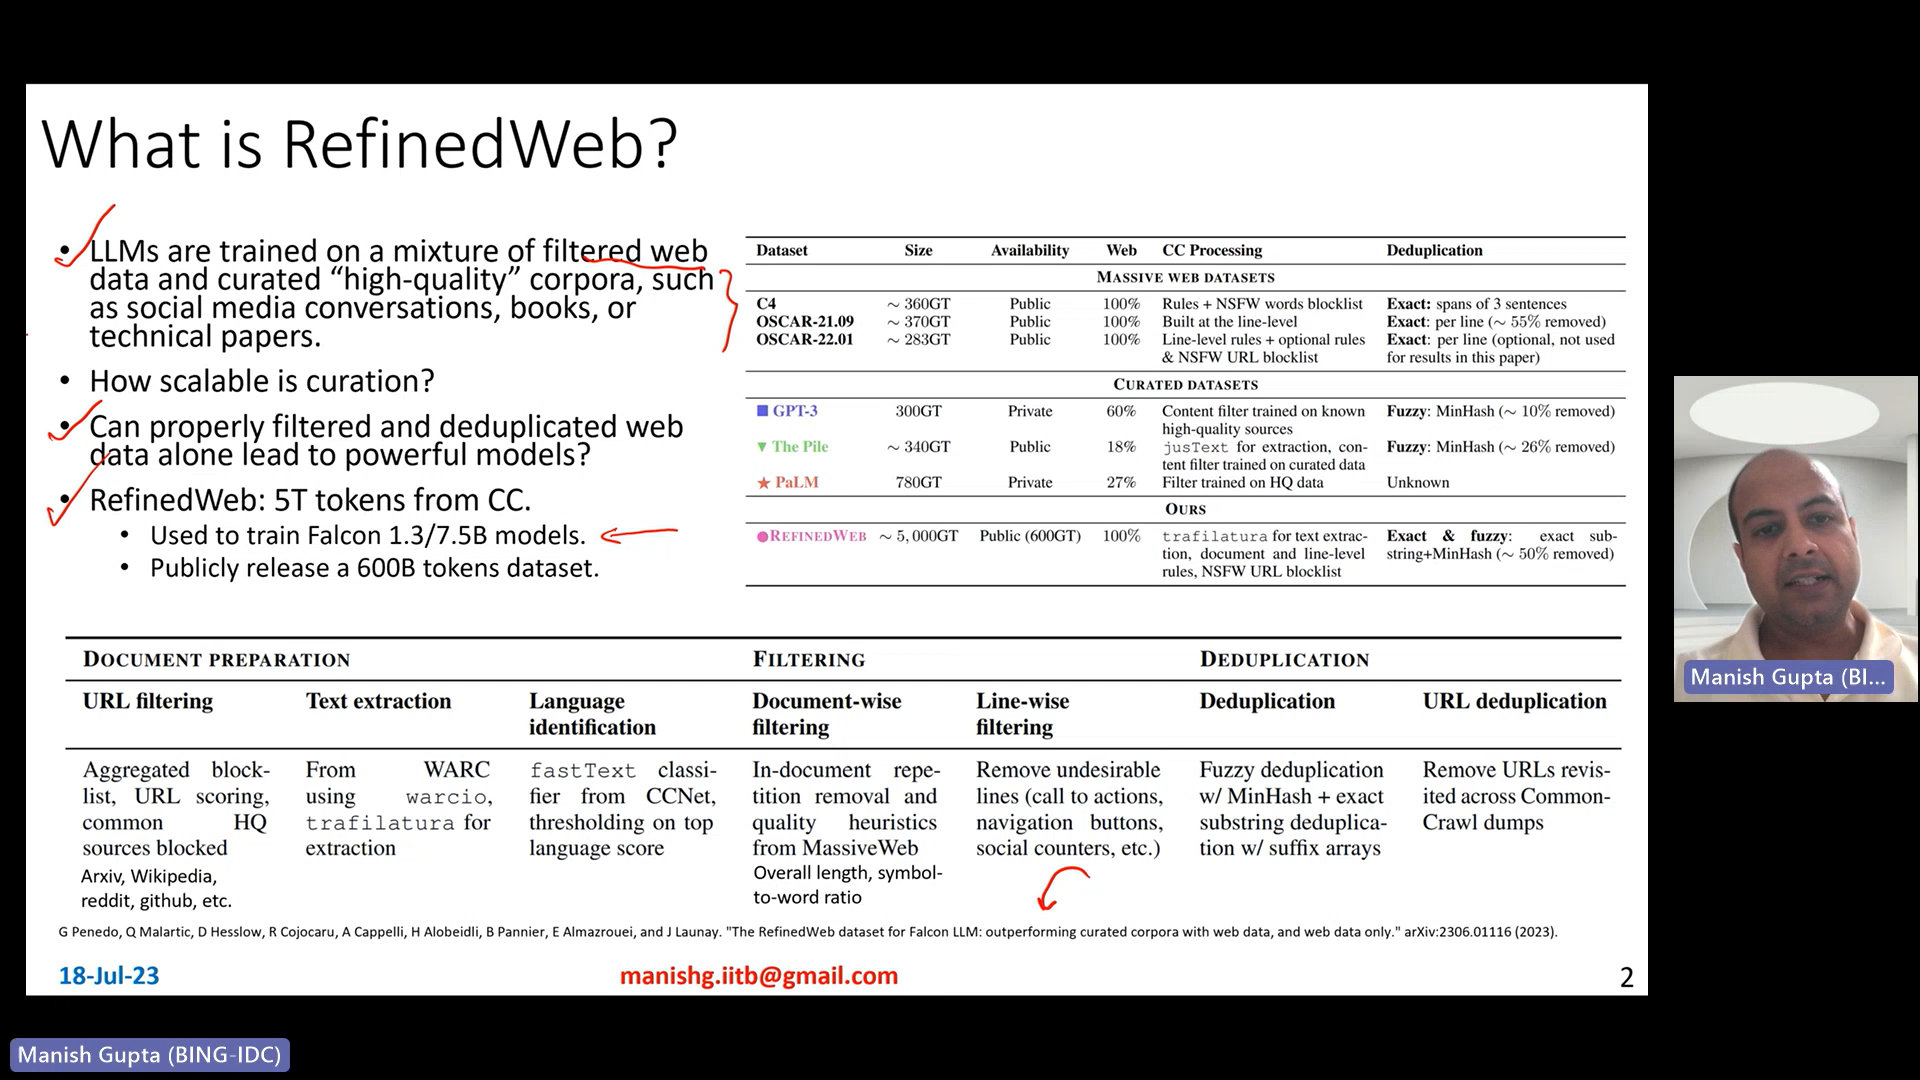 What is RefinedWeb?
• LLMs are trained on a mixture of filtered web
data and curated “high-quality” corpora, such
as social media conversations, books, or
technical papers.
• How scalable is curation?
• Can properly filtered and deduplicated web
data alone lead to powerful models?
• RefinedWeb: 5T tokens from CC.
• Used to train Falcon 1.3/7.5B models.
• Publicly release a 600B tokens dataset.
Dataset Size Availability Web CC Processing Deduplication
MASSIVE WEB DATASETS
C4 ∼ 360GT Public 100% Rules + NSFW words blocklist Exact: spans of 3 sentences
OSCAR-21.09 ∼ 370GT Public 100% Built at the line-level Exact: per line (∼ 55% removed)
OSCAR-22.01 ∼ 283GT Public 100% Line-level rules + optional rules Exact: per line (optional, not used
& NSFW URL blocklist for results in this paper)
CURATED DATASETS
■ GPT-3 300GT Private 60% Content filter trained on known Fuzzy: MinHash (∼ 10% removed)
high-quality sources
▼ The Pile ∼ 340GT Public 18% jusText for extraction, con- Fuzzy: MinHash (∼ 26% removed)
tent filter trained on curated data
★ PaLM 780GT Private 27% Filter trained on HQ data Unknown
OURS
● REFINEDWEB ∼ 5,000GT Public (600GT) 100% trafilatura for text extrac- Exact & fuzzy: exact sub-
tion, document and line-level string+MinHash (∼ 50% removed)
rules, NSFW URL blocklist
DOCUMENT PREPARATION FILTERING DEDUPLICATION
URL filtering Text extraction Language Document-wise Line-wise Deduplication URL deduplication
identification filtering filtering
Aggregated block- From WARC fastText classi- In-document repe- Remove undesirable Fuzzy deduplication Remove URLs revis-
list, URL scoring, using warcio, fier from CCNet, tition removal and lines (call to actions, w/ MinHash + exact ited across Common-
common HQ trafilatura for thresholding on top quality heuristics navigation buttons, substring deduplica- Crawl dumps
sources blocked extraction language score from MassiveWeb social counters, etc.) tion w/ suffix arrays
Arxiv, Wikipedia, Overall length, symbol-
reddit, github, etc. to-word ratio
G Penedo, Q Malartic, D Hesslow, R Cojocaru, A Cappelli, H Alobeidli, B Pannier, E Almazrouei, and J Launay. "The RefinedWeb dataset for Falcon LLM: outperforming curated corpora with web data, and web data only." arXiv:2306.01116 (2023).
18-Jul-23 manishg.iitb@gmail.com 2
Manish Gupta (BI...
Manish Gupta (BING-IDC)